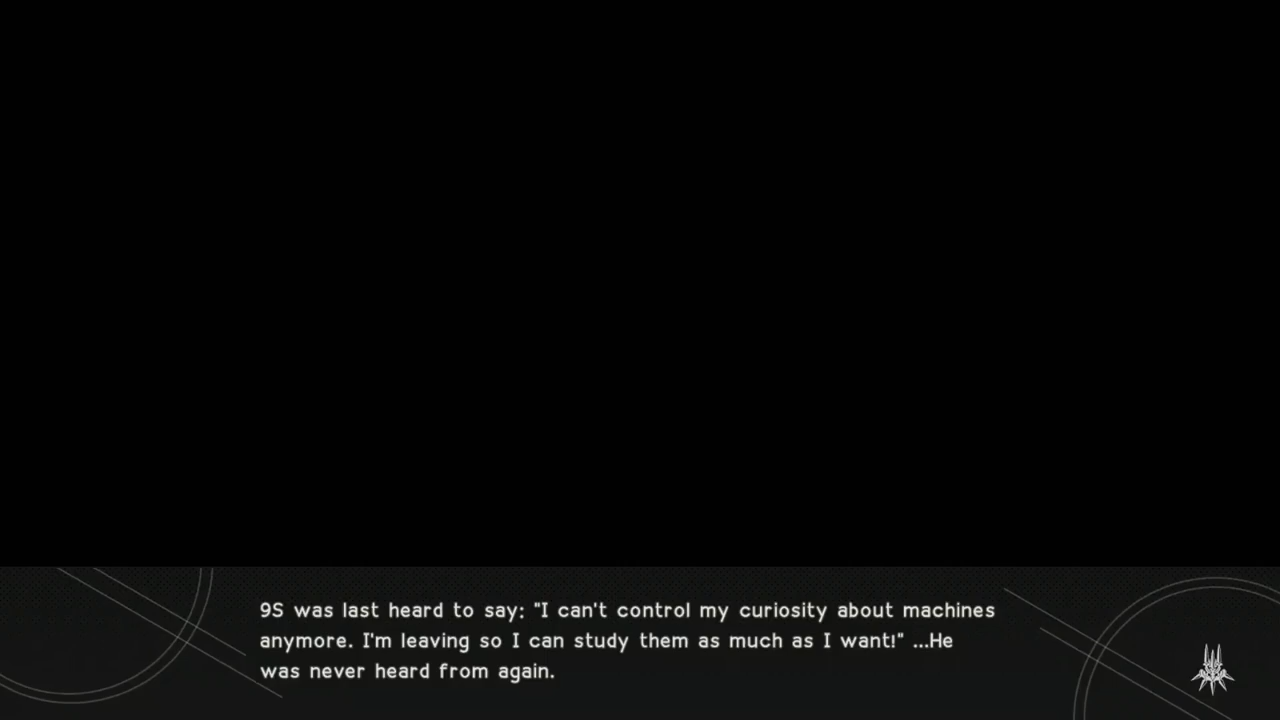 9S was last heard to say: "I can't control my curiosity about machines
anymore. I'm leaving so I can study them as much as I want!" ...He
was never heard from again.